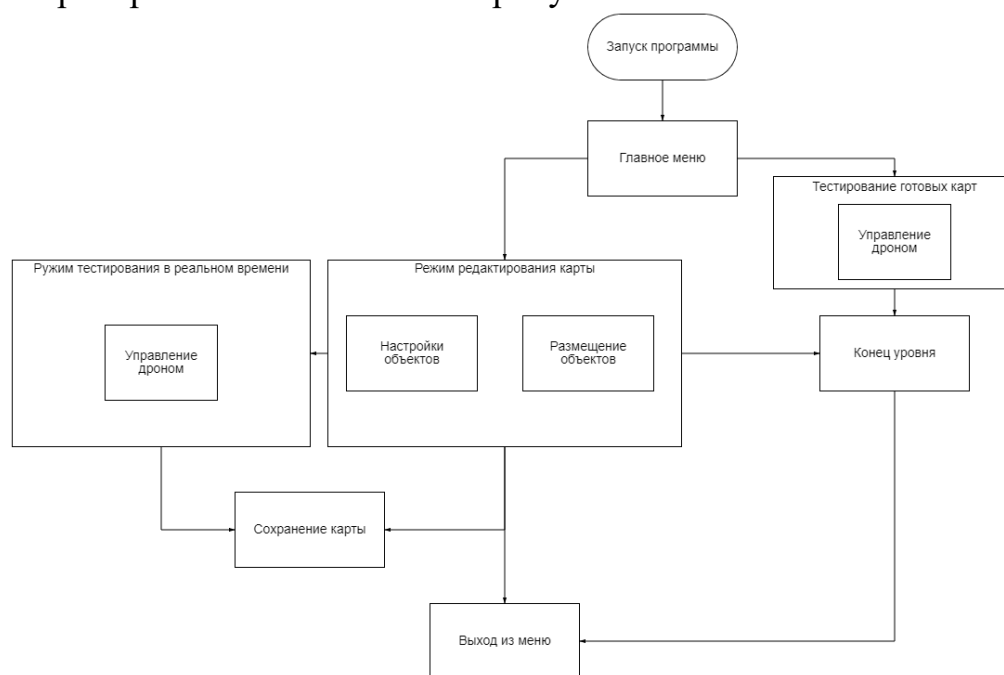 Запуск программы
Главное меню
Тестирование готовых карт
Управление
дроном
Ружим тестирования в реальном времени
Режим редактирования карты
Управление
дроном
Настройки
объектов
Размещение
объектов
Конец уровня
Сохранение карты
Выход из меню